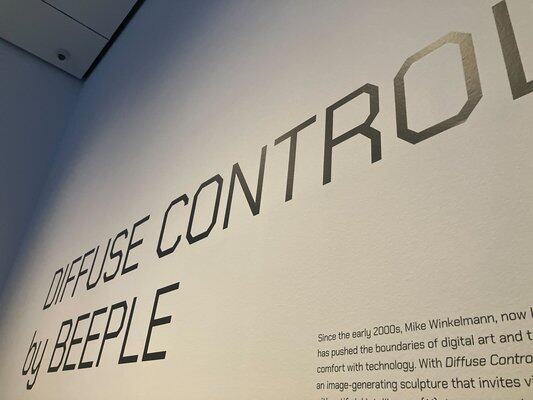 DIFFUSE CONTROL
by BEEPLE
Since the early 2000s, Mike Winkelmann, now
has pushed the boundaries of digital art and
comfort with technology. With Diffuse Contro
an image-generating sculpture that invites